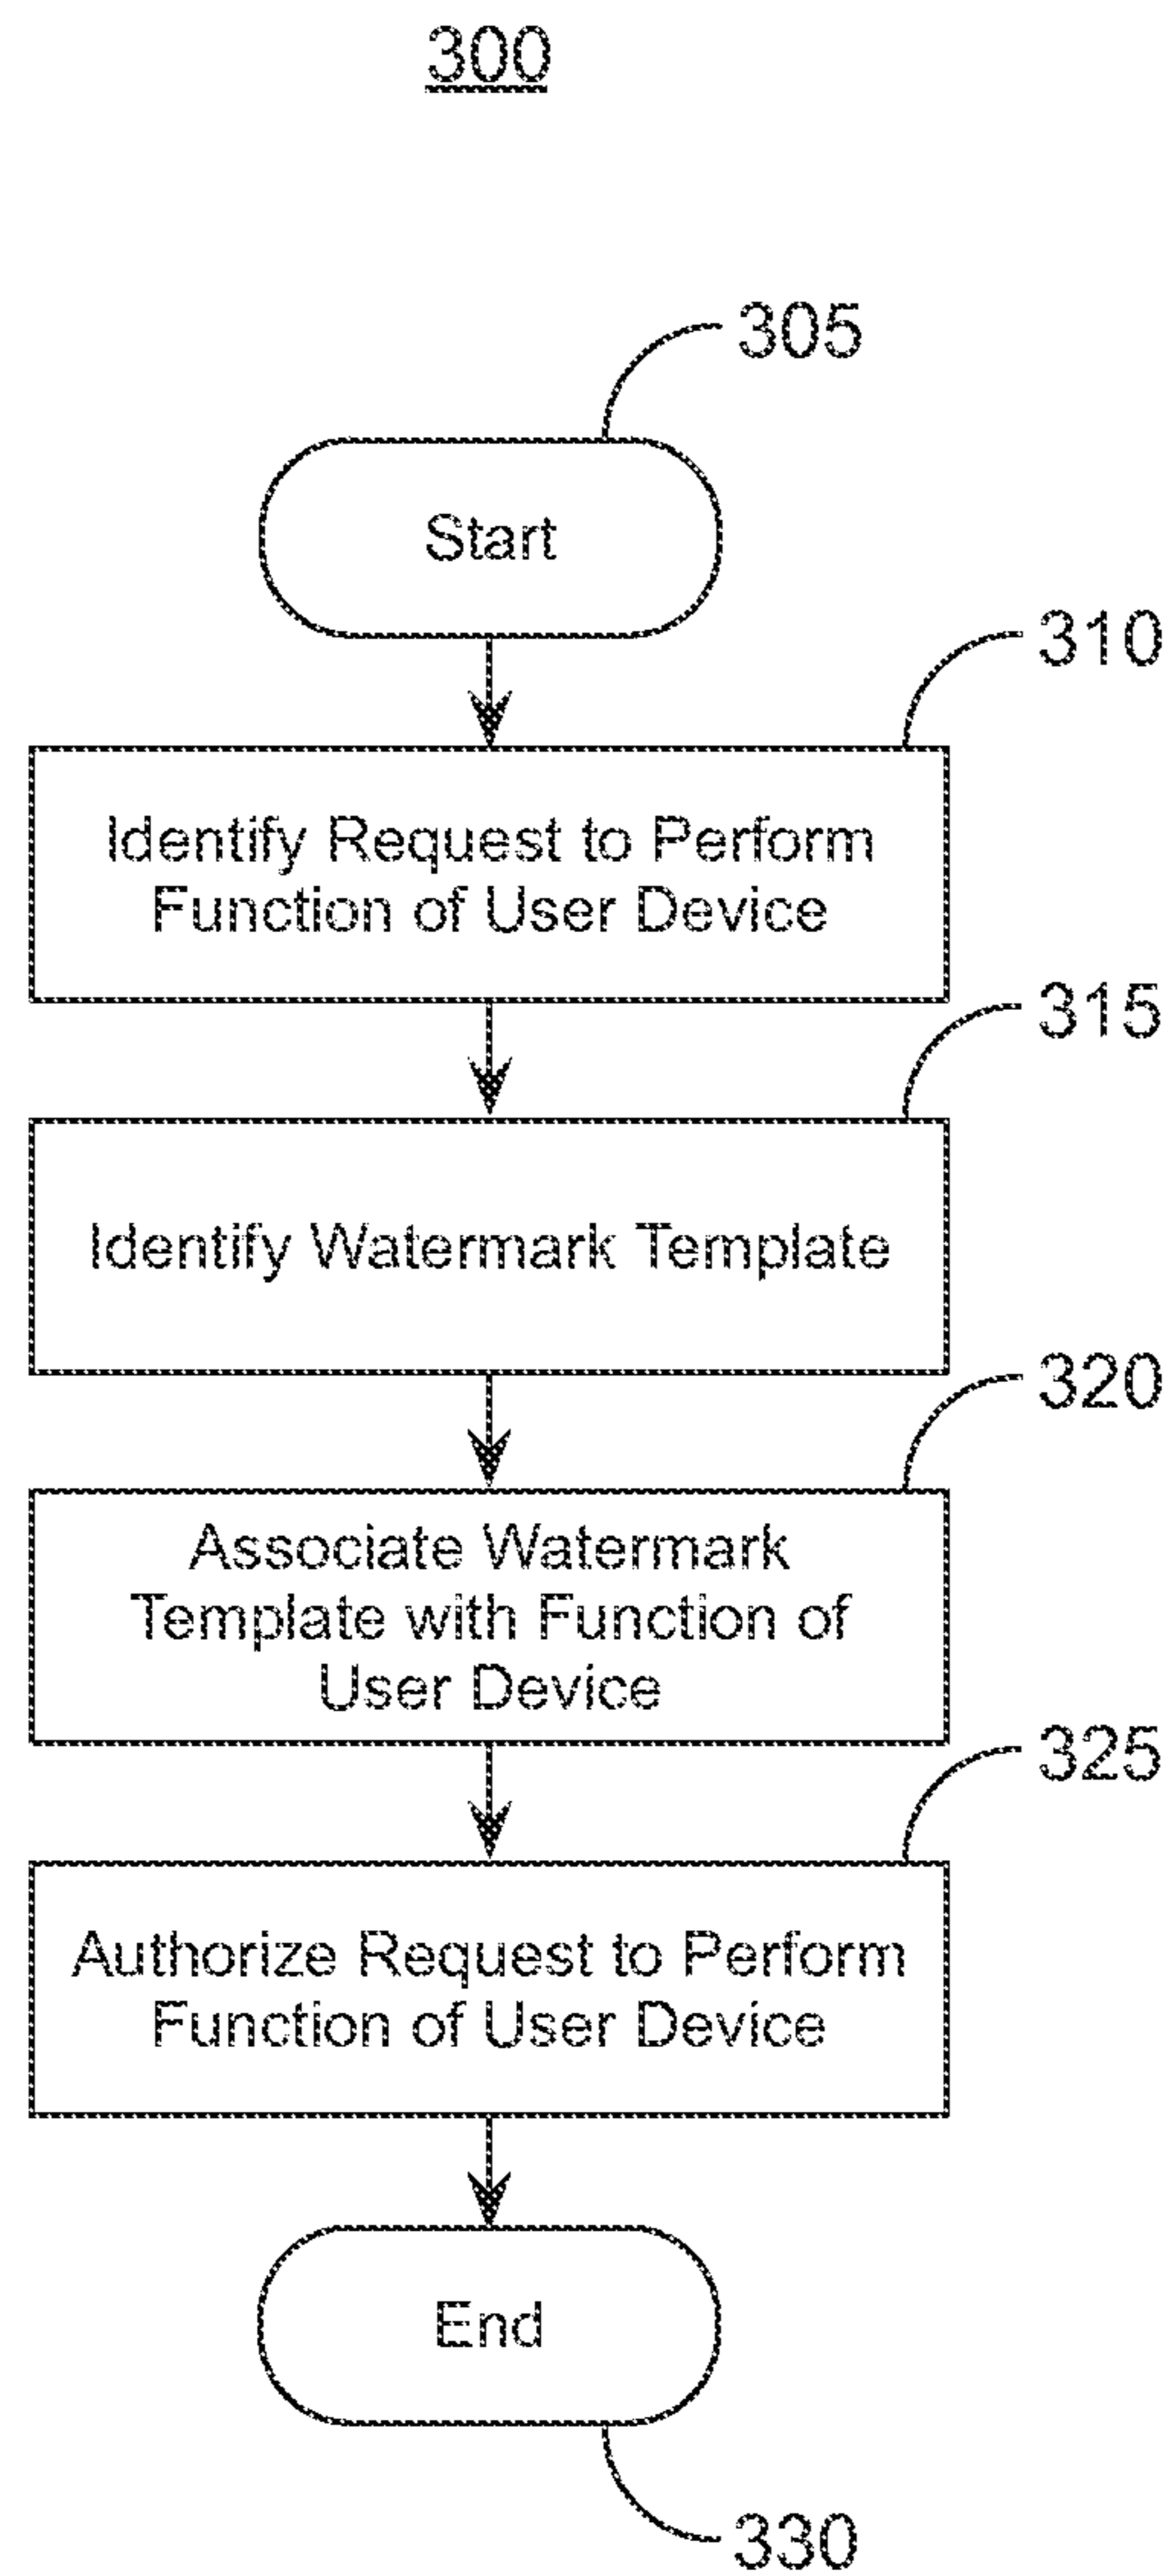 300
305
Start
310
Identify Request to Perform
Function of User Device
315
Identify Watermark Template
320
Associate Watermark
Template with Function of
User Device
325
Authorize Request to Perform
Function of User Device
End
330